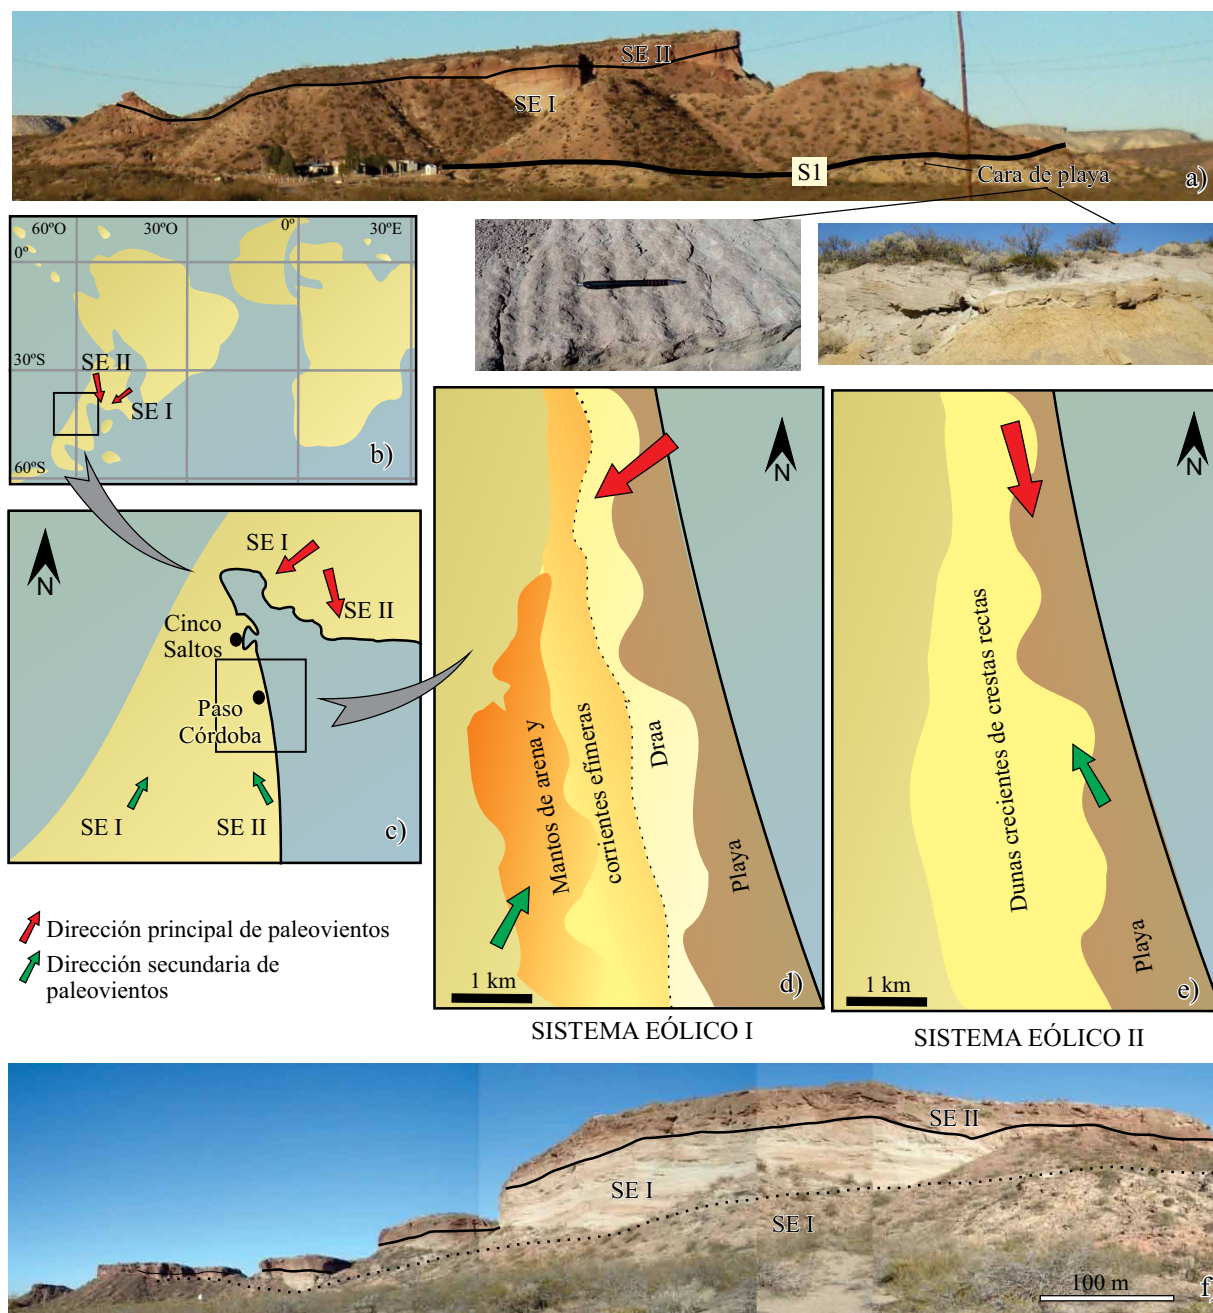 SE II
SE I
S1
Cara de playa
a)
60ºO
30ºO
0º
30ºE
0º
30ºS
SE II
SE I
60ºS
b)
N
SE I
SE II
Cinco
Saltos
Paso
Córdoba
SE I
SE II
c)
Dirección principal de paleovientos
Dirección secundaria de
paleovientos
N
Mantos de arena y
corrientes efímeras
Draa
Playa
1 km
d)
SISTEMA EÓLICO I
N
Dunas crecientes de crestas rectas
Playa
1 km
e)
SISTEMA EÓLICO II
SE II
SE I
SE I
100 m
f)